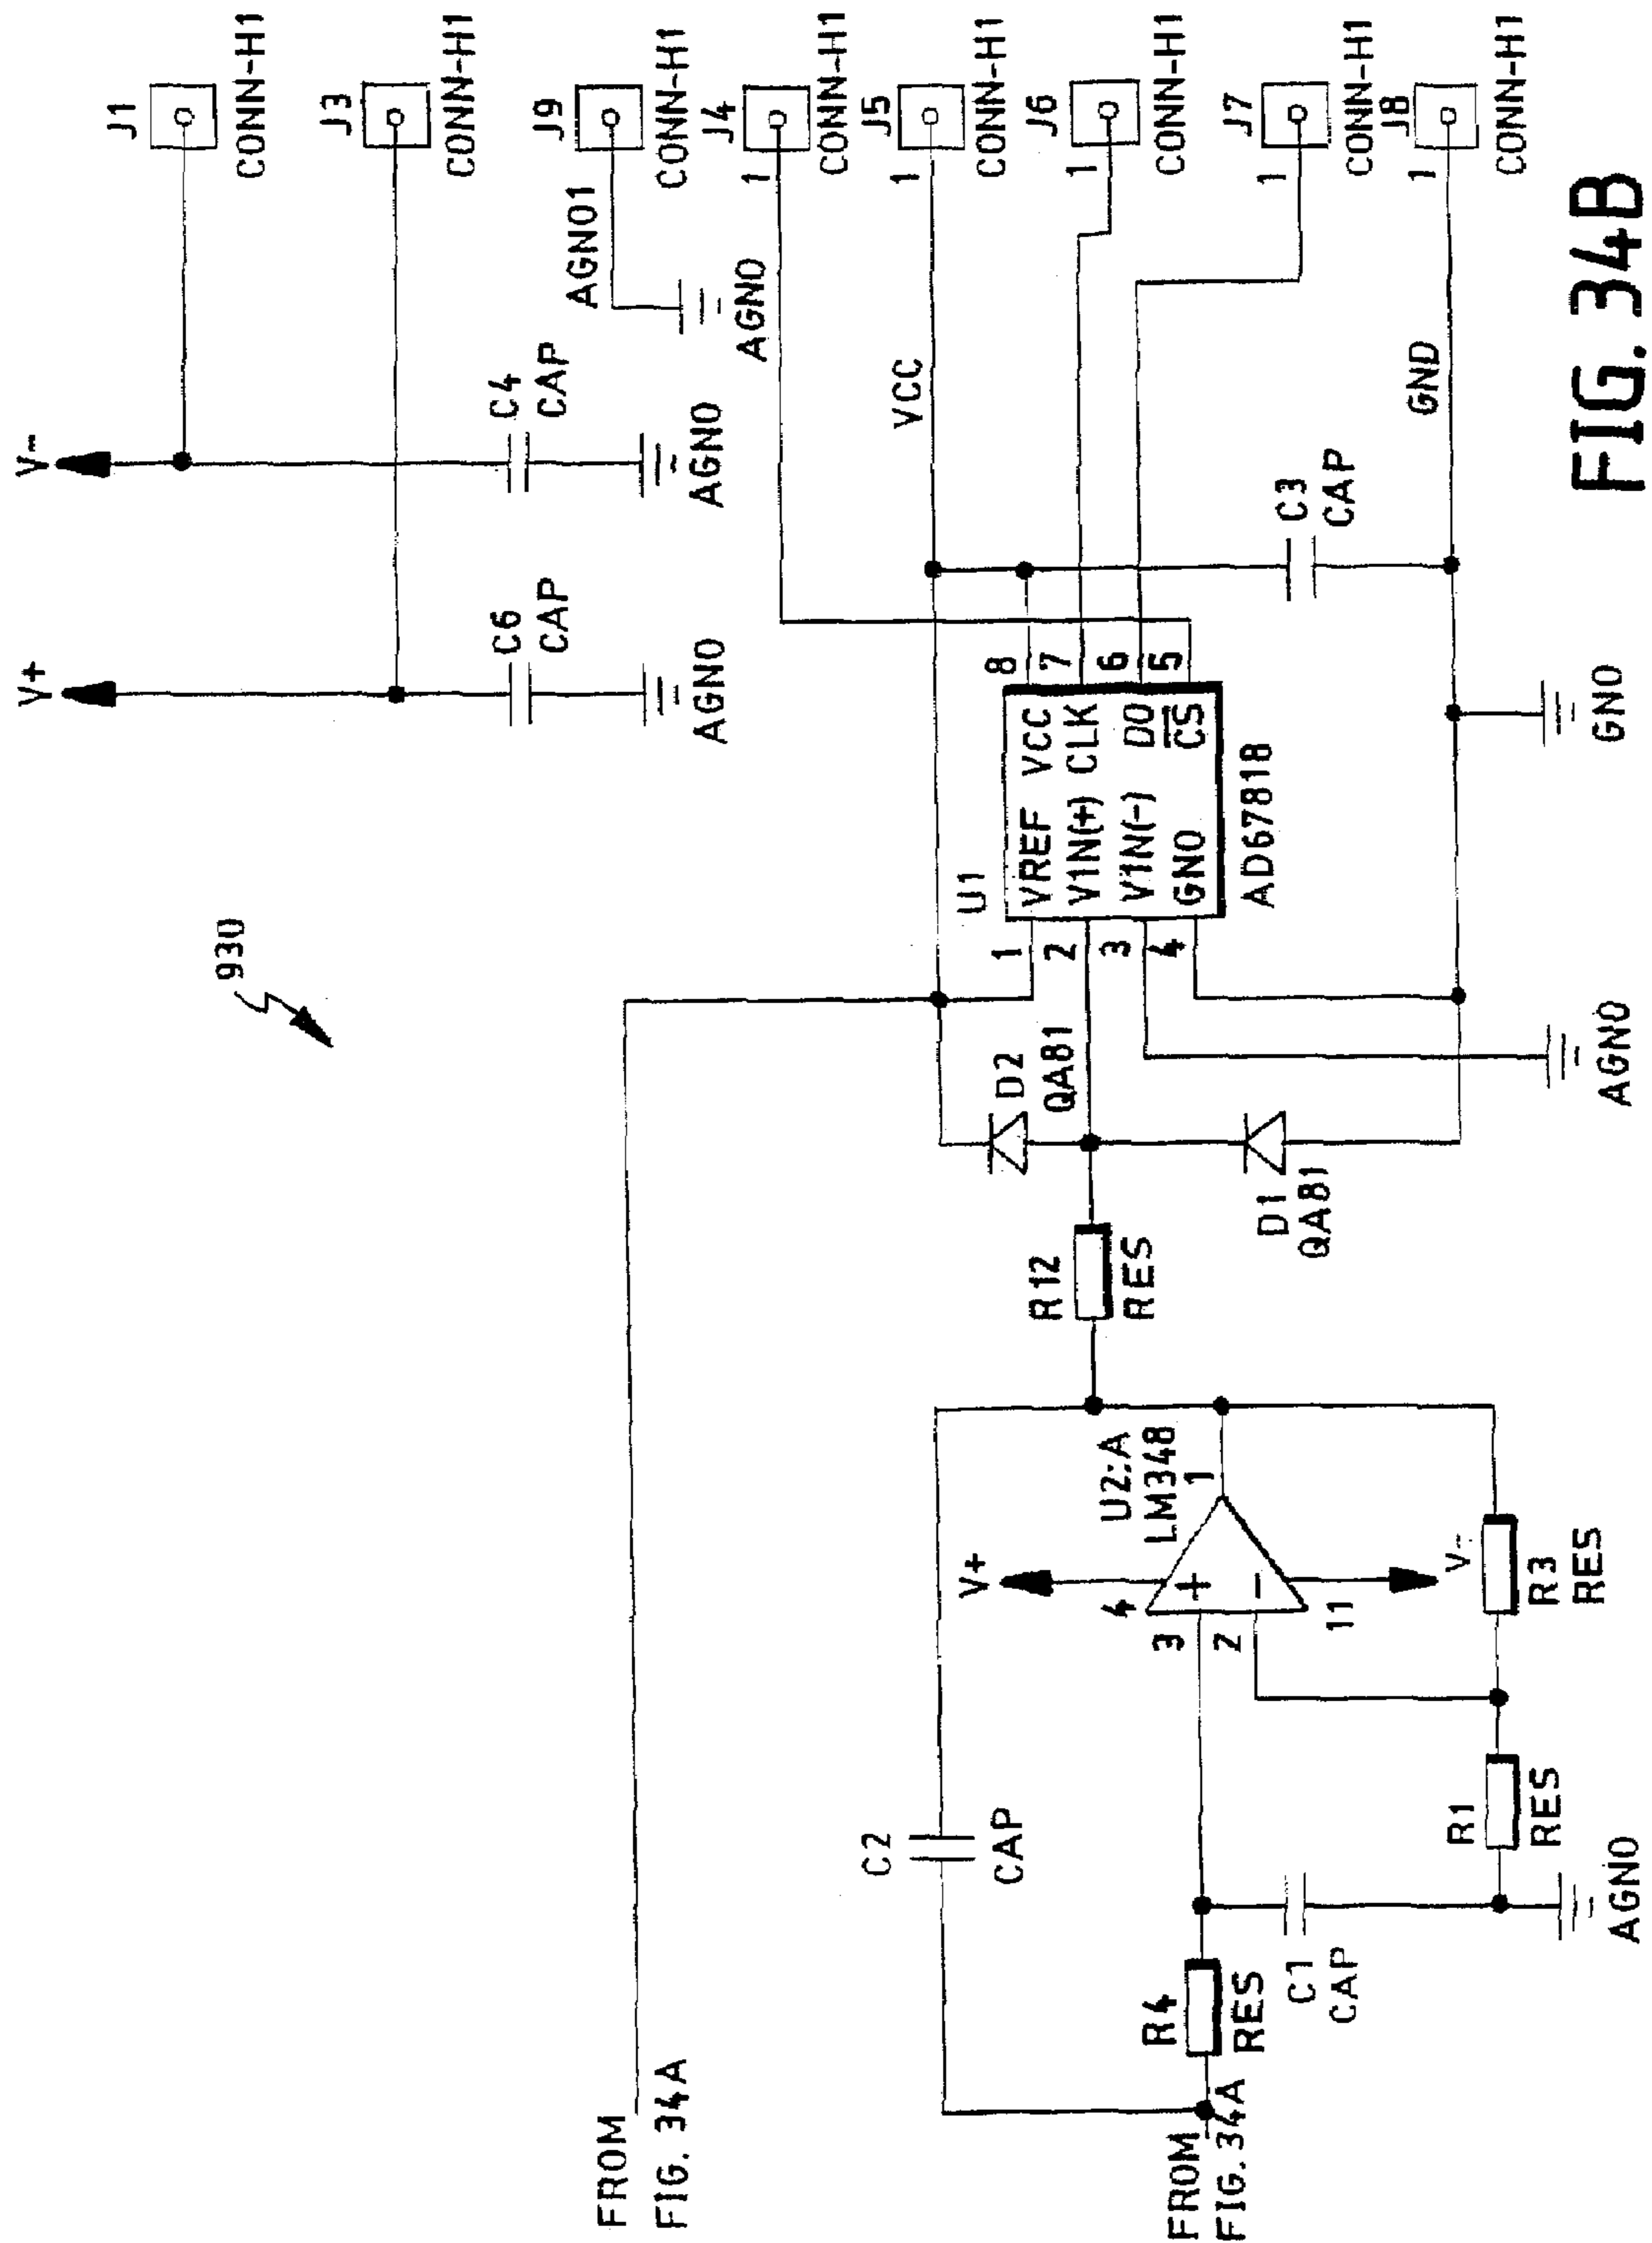 930
V+
V-
J1
CONN-H1
J3
CONN-H1
C6
CAP
C4
CAP
AGNO
AGNO
AGNO1
J9
CONN-H1
AGNO
J4
1
CONN-H1
FROM
FIG. 34A
VCC
J5
1
CONN-H1
U1
1
VREF
VCC
8
2
V1N(+)
CLK
7
3
V1N(-)
DO
6
4
GNO
CS
5
AD67818
J6
1
CONN-H1
J7
1
CONN-H1
C3
CAP
GND
J8
1
CONN-H1
D2
QA81
D1
QA81
R12
RES
C2
CAP
V+
U2:A
LM348
4
3
+
1
2
-
11
V-
FROM
FIG. 34A
R4
RES
C1
CAP
R1
RES
R3
RES
AGNO
AGNO
GNO
FIG. 34B